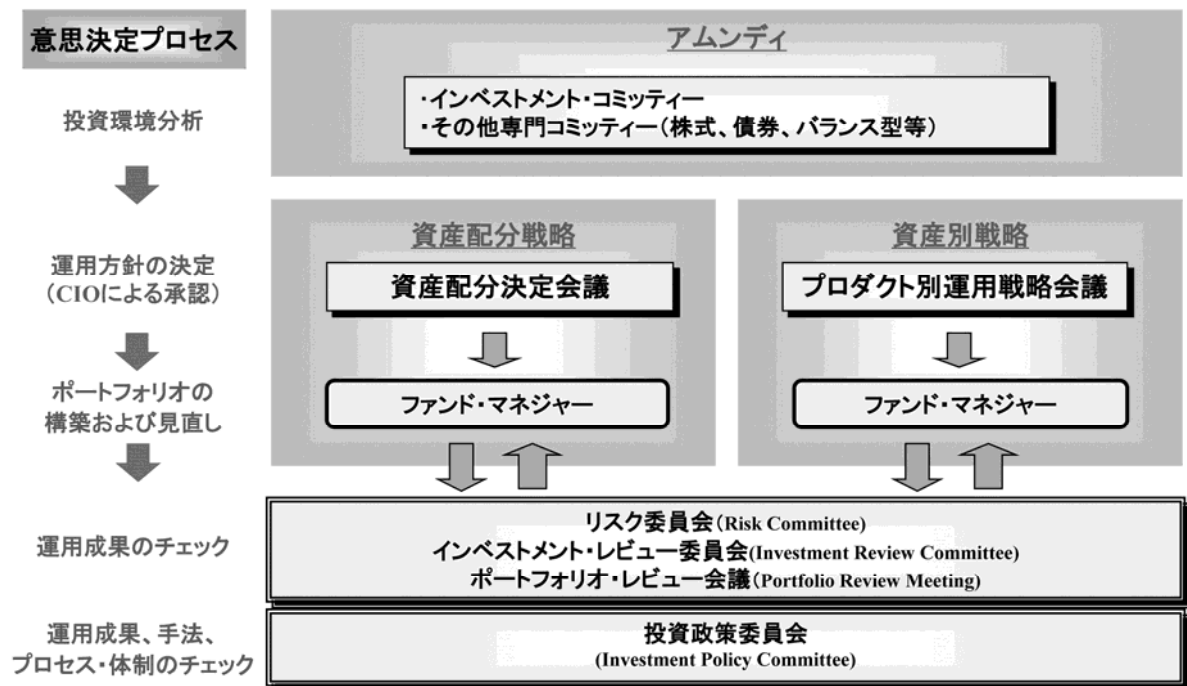 意思決定プロセス
アムンディ
投資環境分析
・インベストメント・コミッティー
・その他専門コミッティー（株式、債券、バランス型等）
運用方針の決定
（CIOによる承認）
資産配分戦略
資産配分決定会議
資産別戦略
プロダクト別運用戦略会議
ポートフォリオの
構築および見直し
ファンド・マネジャー
ファンド・マネジャー
運用成果のチェック
リスク委員会（Risk Committee）
インベストメント・レビュー委員会(Investment Review Committee)
ポートフォリオ・レビュー会議（Portfolio Review Meeting)
運用成果、手法、
プロセス・体制のチェック
投資政策委員会
(Investment Policy Committee)